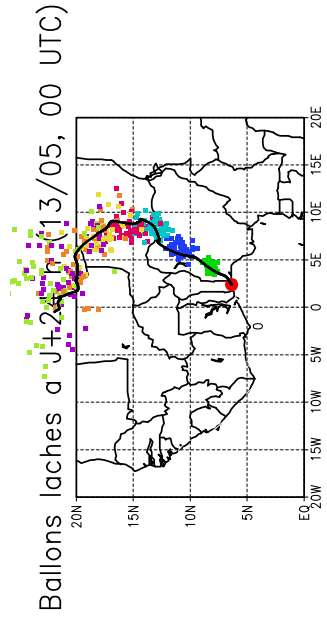 Ballons laches a J+24h (13/05, 00 UTC)
20N
15N
10N
5N
EQ
20W
15W
10W
5W
0
5E
10E
15E
20E
0